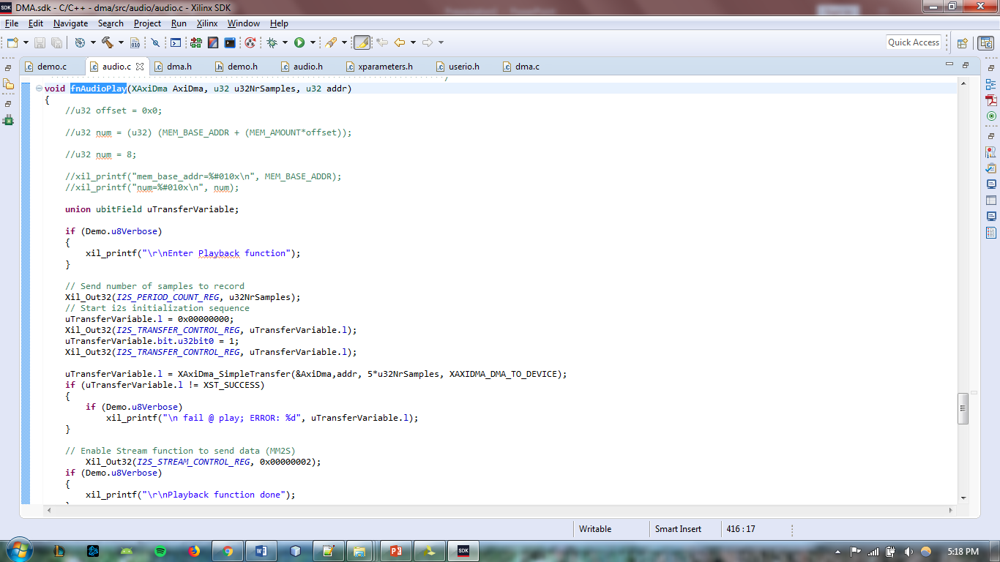 SDK DMA.sdk - C/C++ - dma/src/audio/audio.c - Xilinx SDK
File Edit Navigate Search Project Run Xilinx Window Help
Quick Access
demo.c audio.c dma.h demo.h audio.h xparameters.h userio.h dma.c
void fnAudioPlay(XAxiDma AxiDma, u32 u32NrSamples, u32 addr)
{
//u32 offset = 0x0;
//u32 num = (u32) (MEM_BASE_ADDR + (MEM_AMOUNT*offset));
//u32 num = 8;
//xil_printf("mem_base_addr=%#010x\n", MEM_BASE_ADDR);
//xil_printf("num=%#010x\n", num);
union ubitField uTransferVariable;
if (Demo.u8Verbose)
{
xil_printf("\r\nEnter Playback function");
}
// Send number of samples to record
Xil_Out32(I2S_PERIOD_COUNT_REG, u32NrSamples);
// Start i2s initialization sequence
uTransferVariable.l = 0x00000000;
Xil_Out32(I2S_TRANSFER_CONTROL_REG, uTransferVariable.l);
uTransferVariable.bit.u32bit0 = 1;
Xil_Out32(I2S_TRANSFER_CONTROL_REG, uTransferVariable.l);
uTransferVariable.l = XAxiDma_SimpleTransfer(&AxiDma,addr, 5*u32NrSamples, XAXIDMA_DMA_TO_DEVICE);
if (uTransferVariable.l != XST_SUCCESS)
{
if (Demo.u8Verbose)
xil_printf("\n fail @ play; ERROR: %d", uTransferVariable.l);
}
// Enable Stream function to send data (MM2S)
Xil_Out32(I2S_STREAM_CONTROL_REG, 0x00000002);
if (Demo.u8Verbose)
{
xil_printf("\r\nPlayback function done");
Writable Smart Insert 416 : 17
SDK 5:18 PM